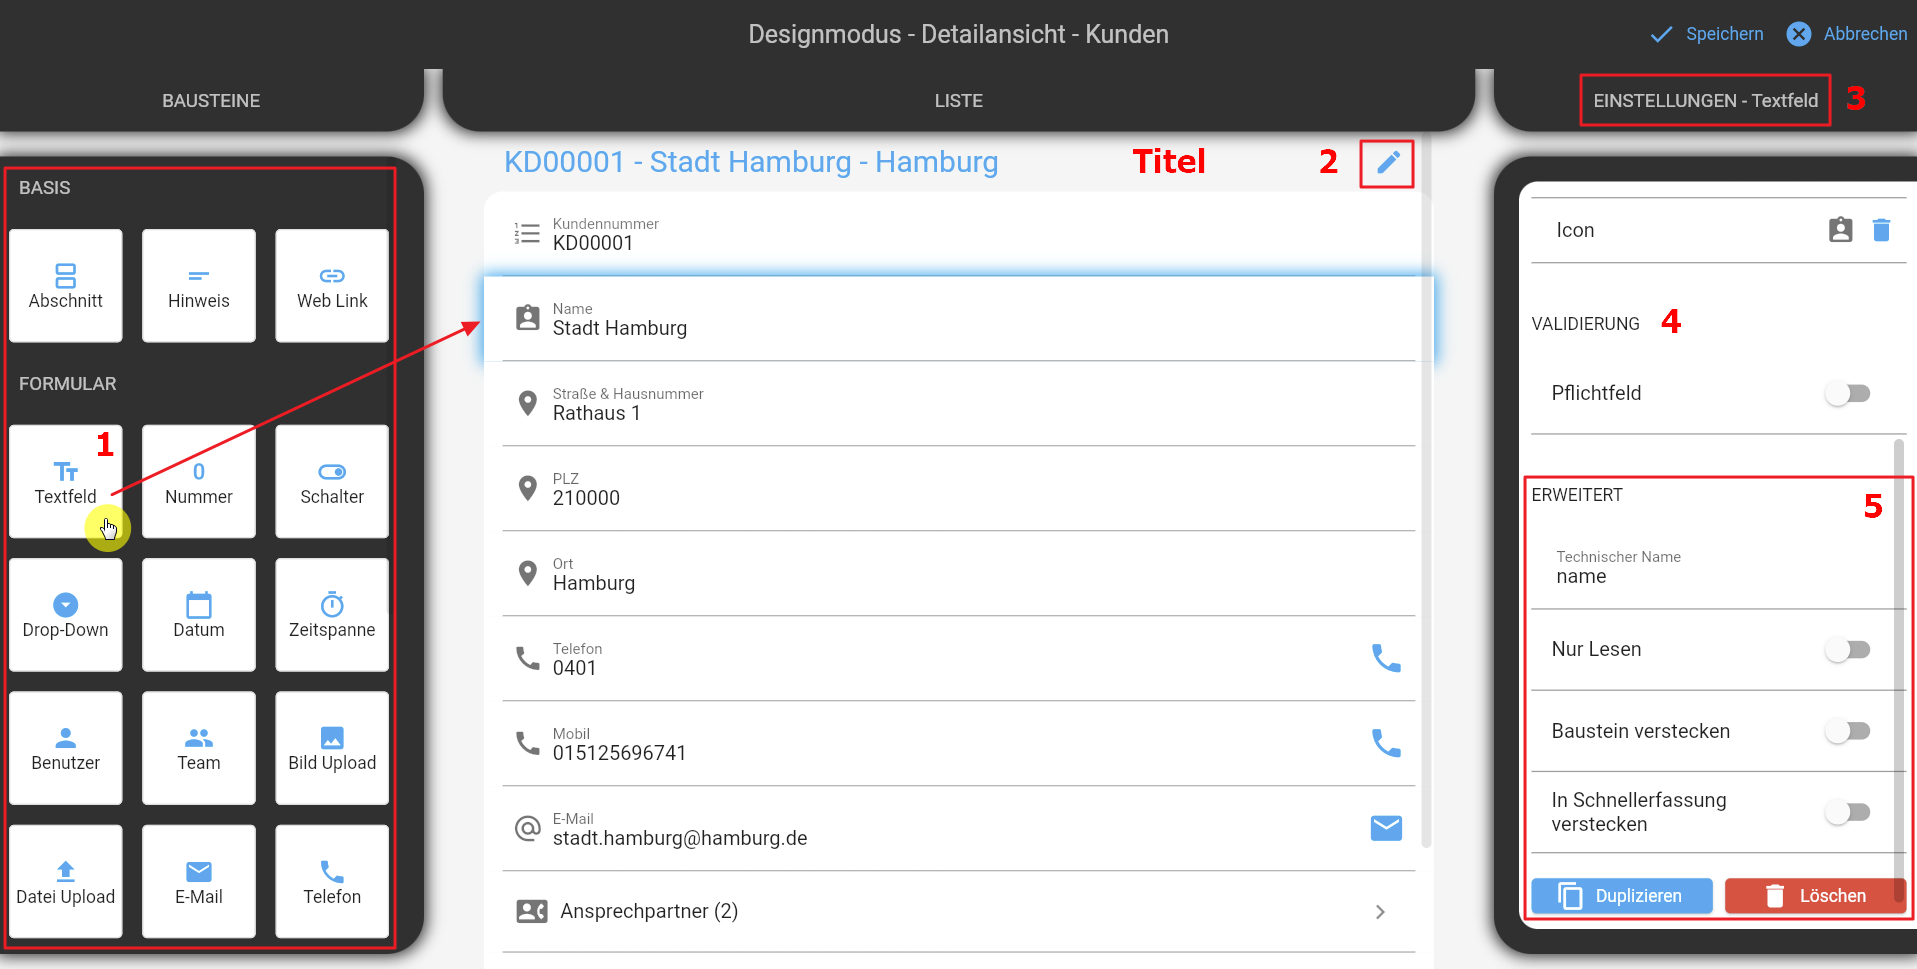 Designmodus - Detailansicht - Kunden
Speichern
Abbrechen
BAUSTEINE
LISTE
EINSTELLUNGEN - Textfeld
3
BASIS
Abschnitt
Hinweis
Web Link
FORMULAR
1
Textfeld
0
Nummer
Schalter
Drop-Down
Datum
Zeitspanne
Benutzer
Team
Bild Upload
Datei Upload
E-Mail
Telefon
KD00001 - Stadt Hamburg - Hamburg
Titel
2
Kundennummer
KD00001
Name
Stadt Hamburg
Straße & Hausnummer
Rathaus 1
PLZ
210000
Ort
Hamburg
Telefon
0401
Mobil
015125696741
E-Mail
stadt.hamburg@hamburg.de
Ansprechpartner (2)
Icon
VALIDIERUNG
4
Pflichtfeld
ERWEITERT
5
Technischer Name
name
Nur Lesen
Baustein verstecken
In Schnellerfassung
verstecken
Duplizieren
Löschen